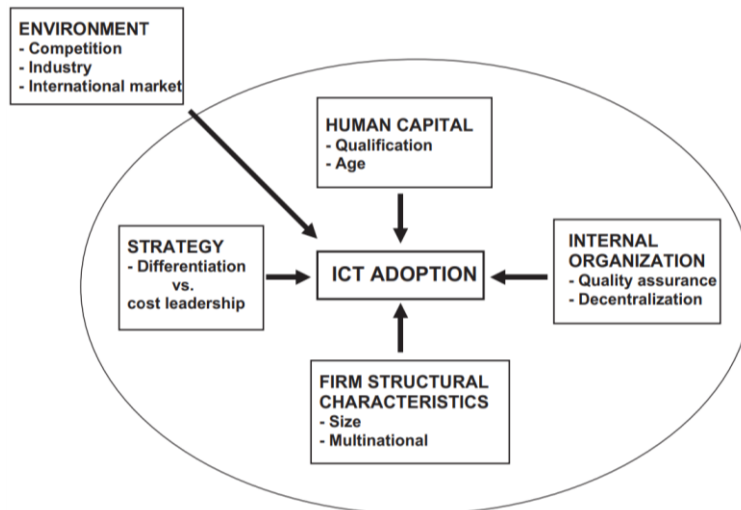 ENVIRONMENT
- Competition
- Industry
- International market
HUMAN CAPITAL
- Qualification
- Age
STRATEGY
- Differentiation
vs.
cost leadership
ICT ADOPTION
INTERNAL
ORGANIZATION
- Quality assurance
- Decentralization
FIRM STRUCTURAL
CHARACTERISTICS
- Size
- Multinational